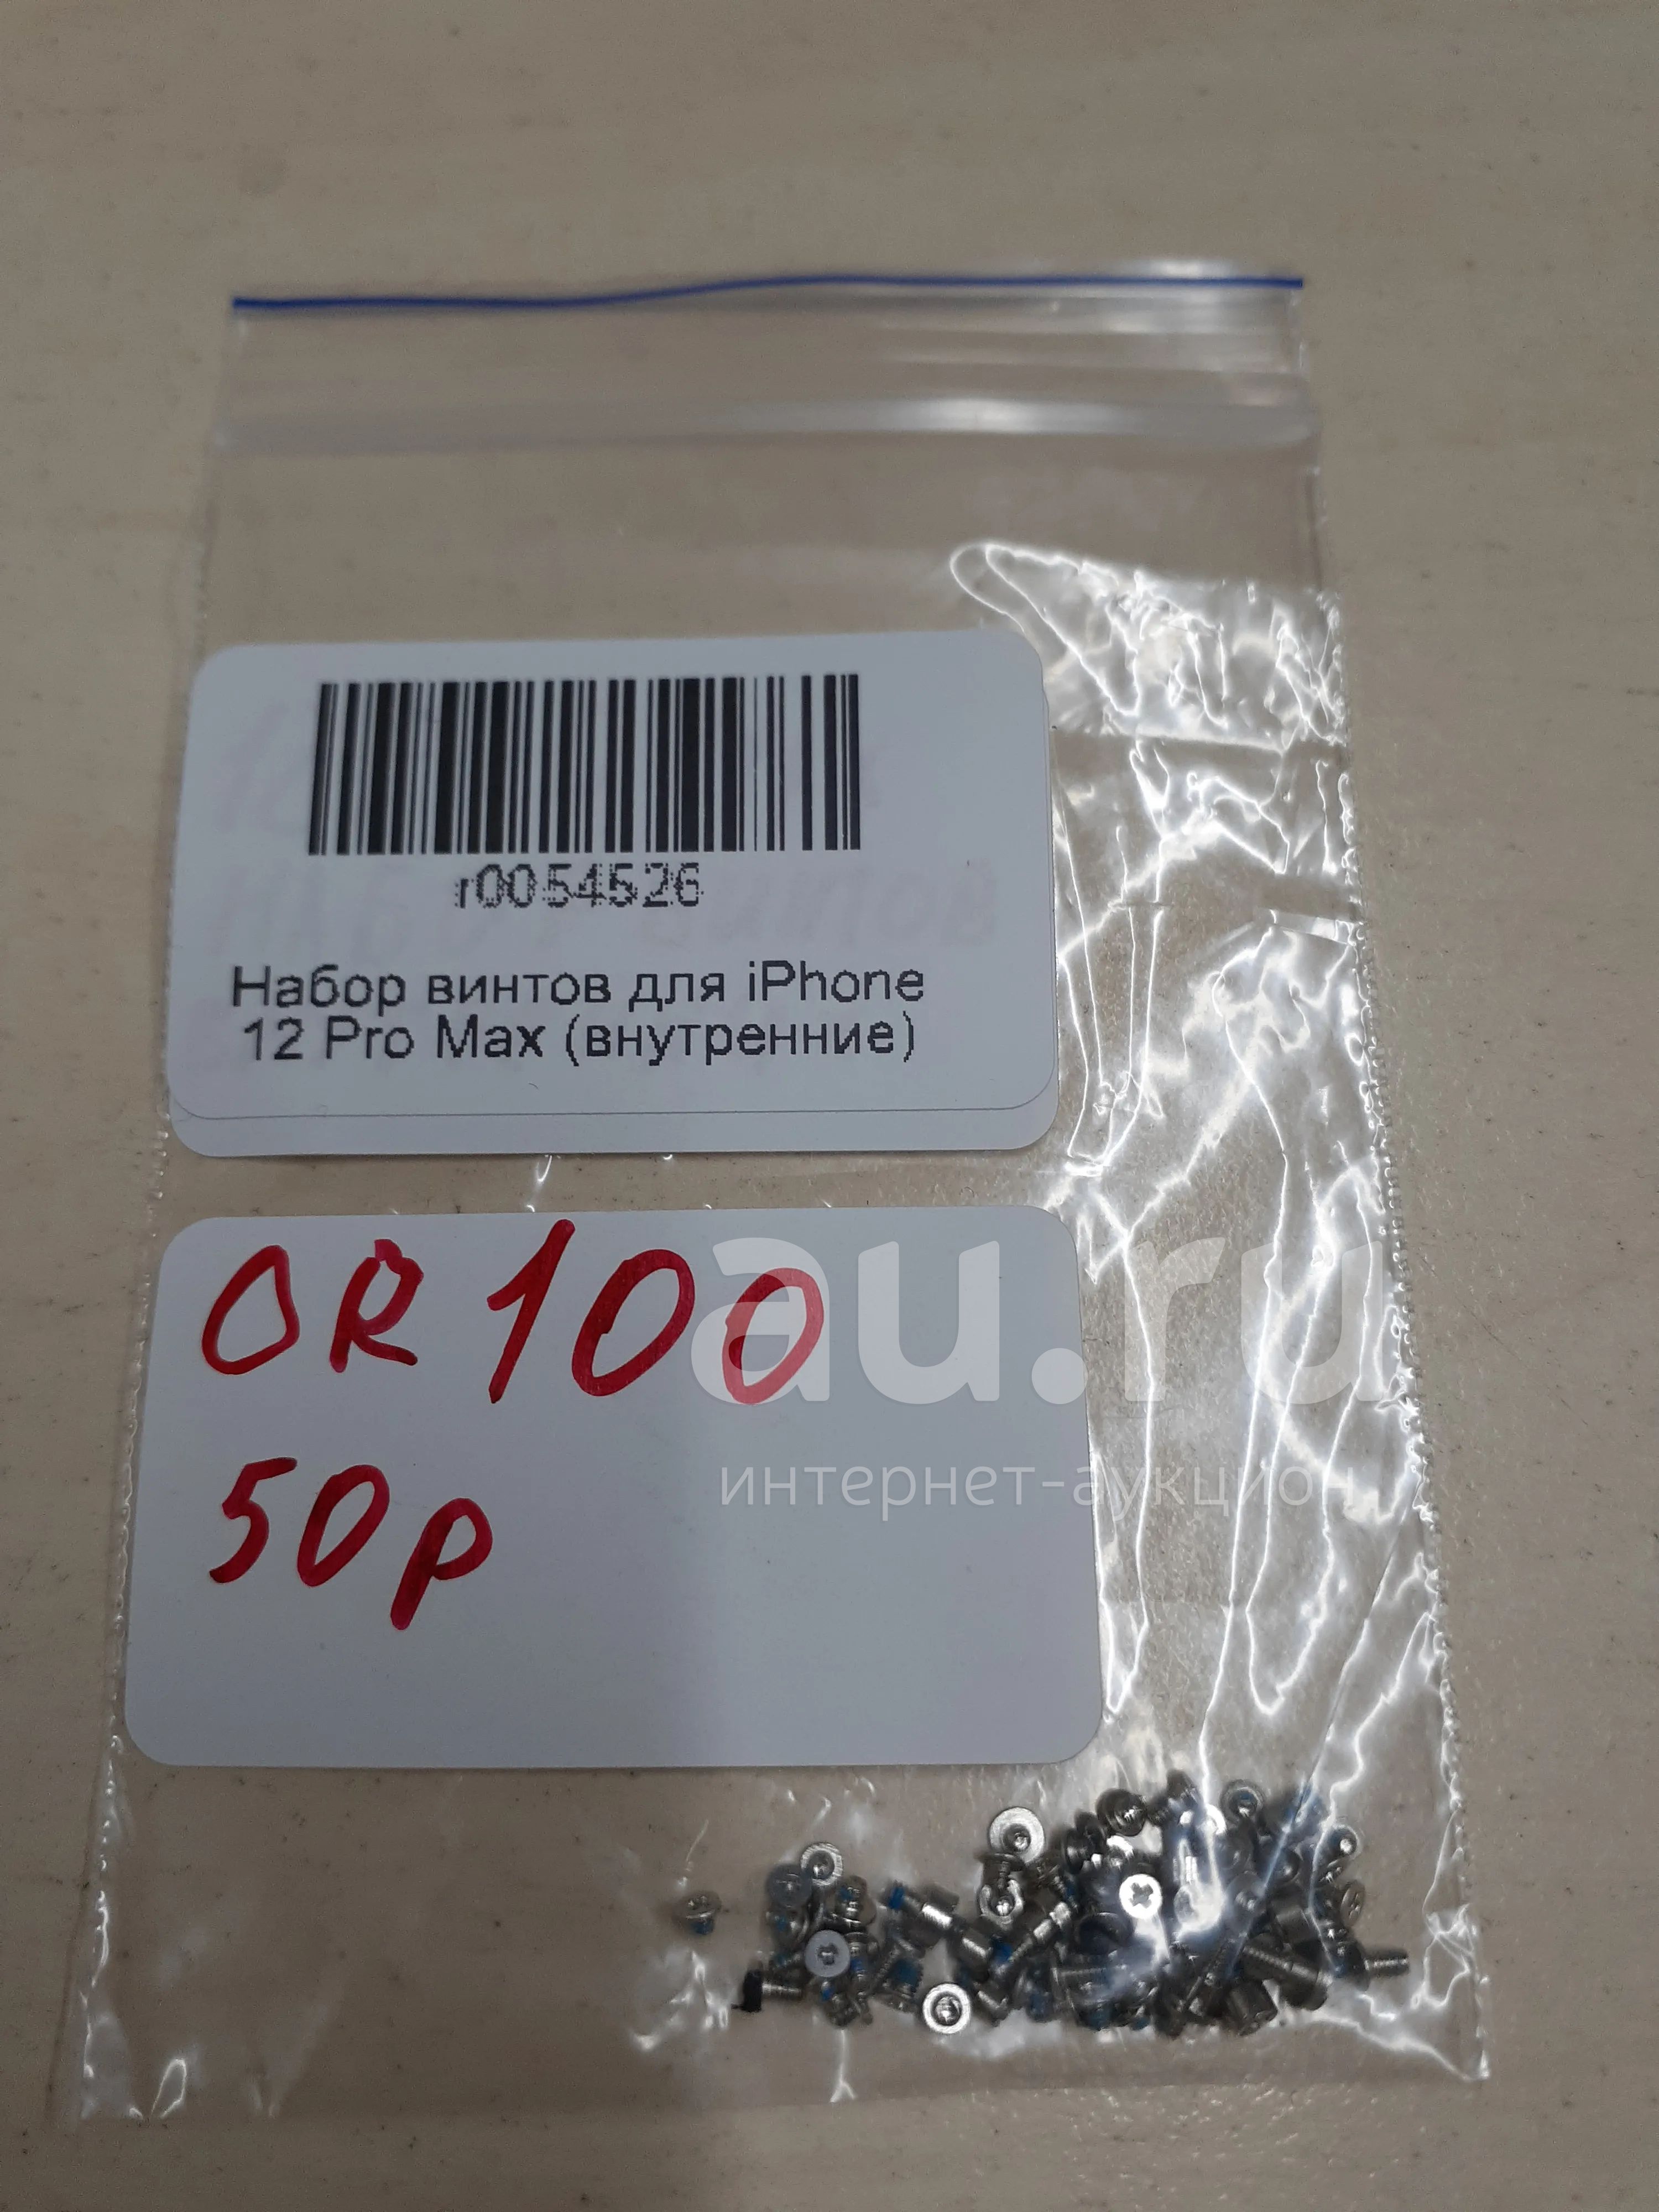 r0054526
Набор винтов для iPhone
12 Pro Max (внутренние)
OR 100
50р
au.ru
интернет-аукцион